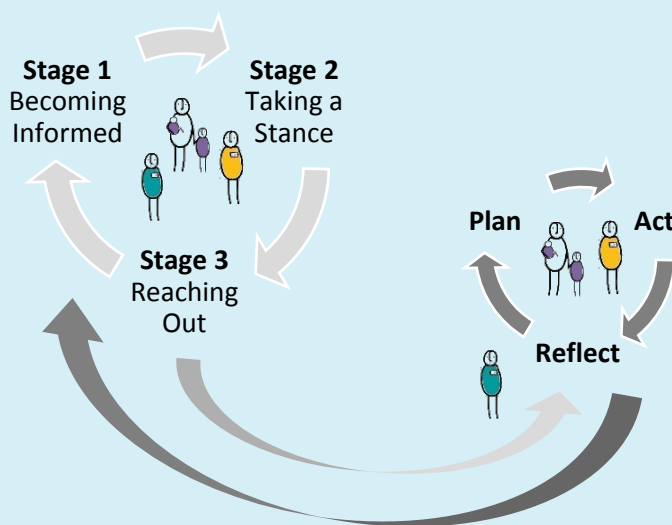 Stage 1
Becoming
Informed
Stage 2
Taking a
Stance
Stage 3
Reaching
Out
Plan
Act
Reflect